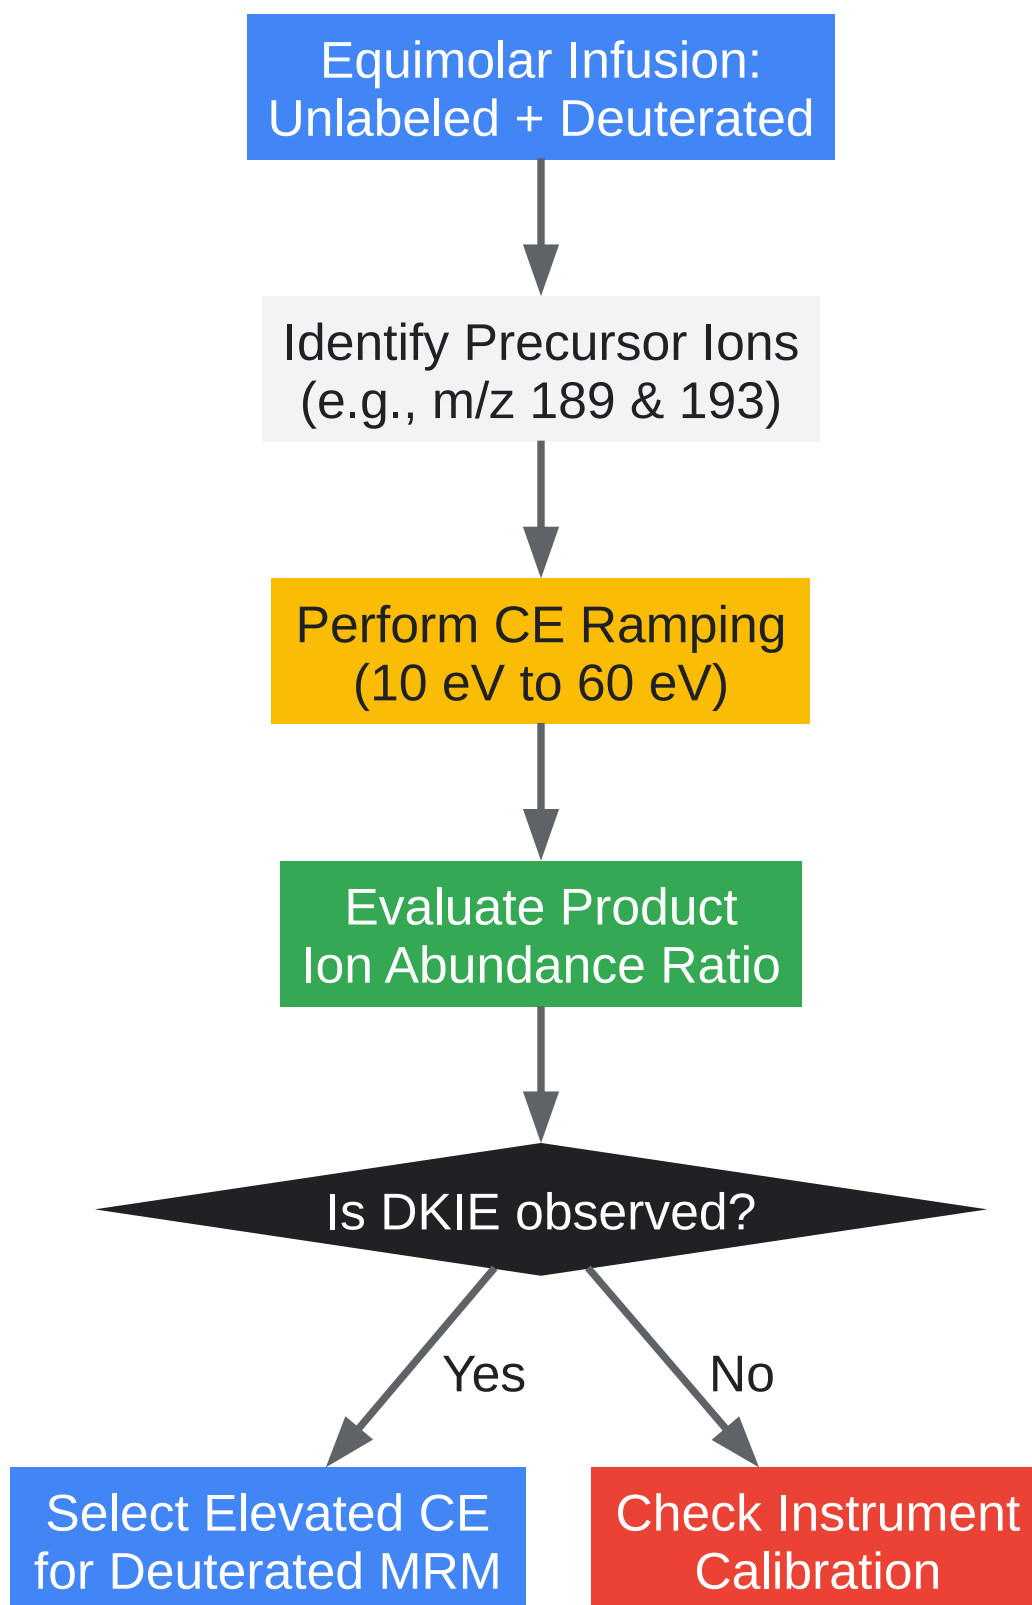 Equimolar Infusion:
Unlabeled + Deuterated
Identify Precursor Ions
(e.g., m/z 189 & 193)
Perform CE Ramping
(10 eV to 60 eV)
Evaluate Product
Ion Abundance Ratio
Is DKIE observed?
Yes
No
Select Elevated CE
for Deuterated MRM
Check Instrument
Calibration